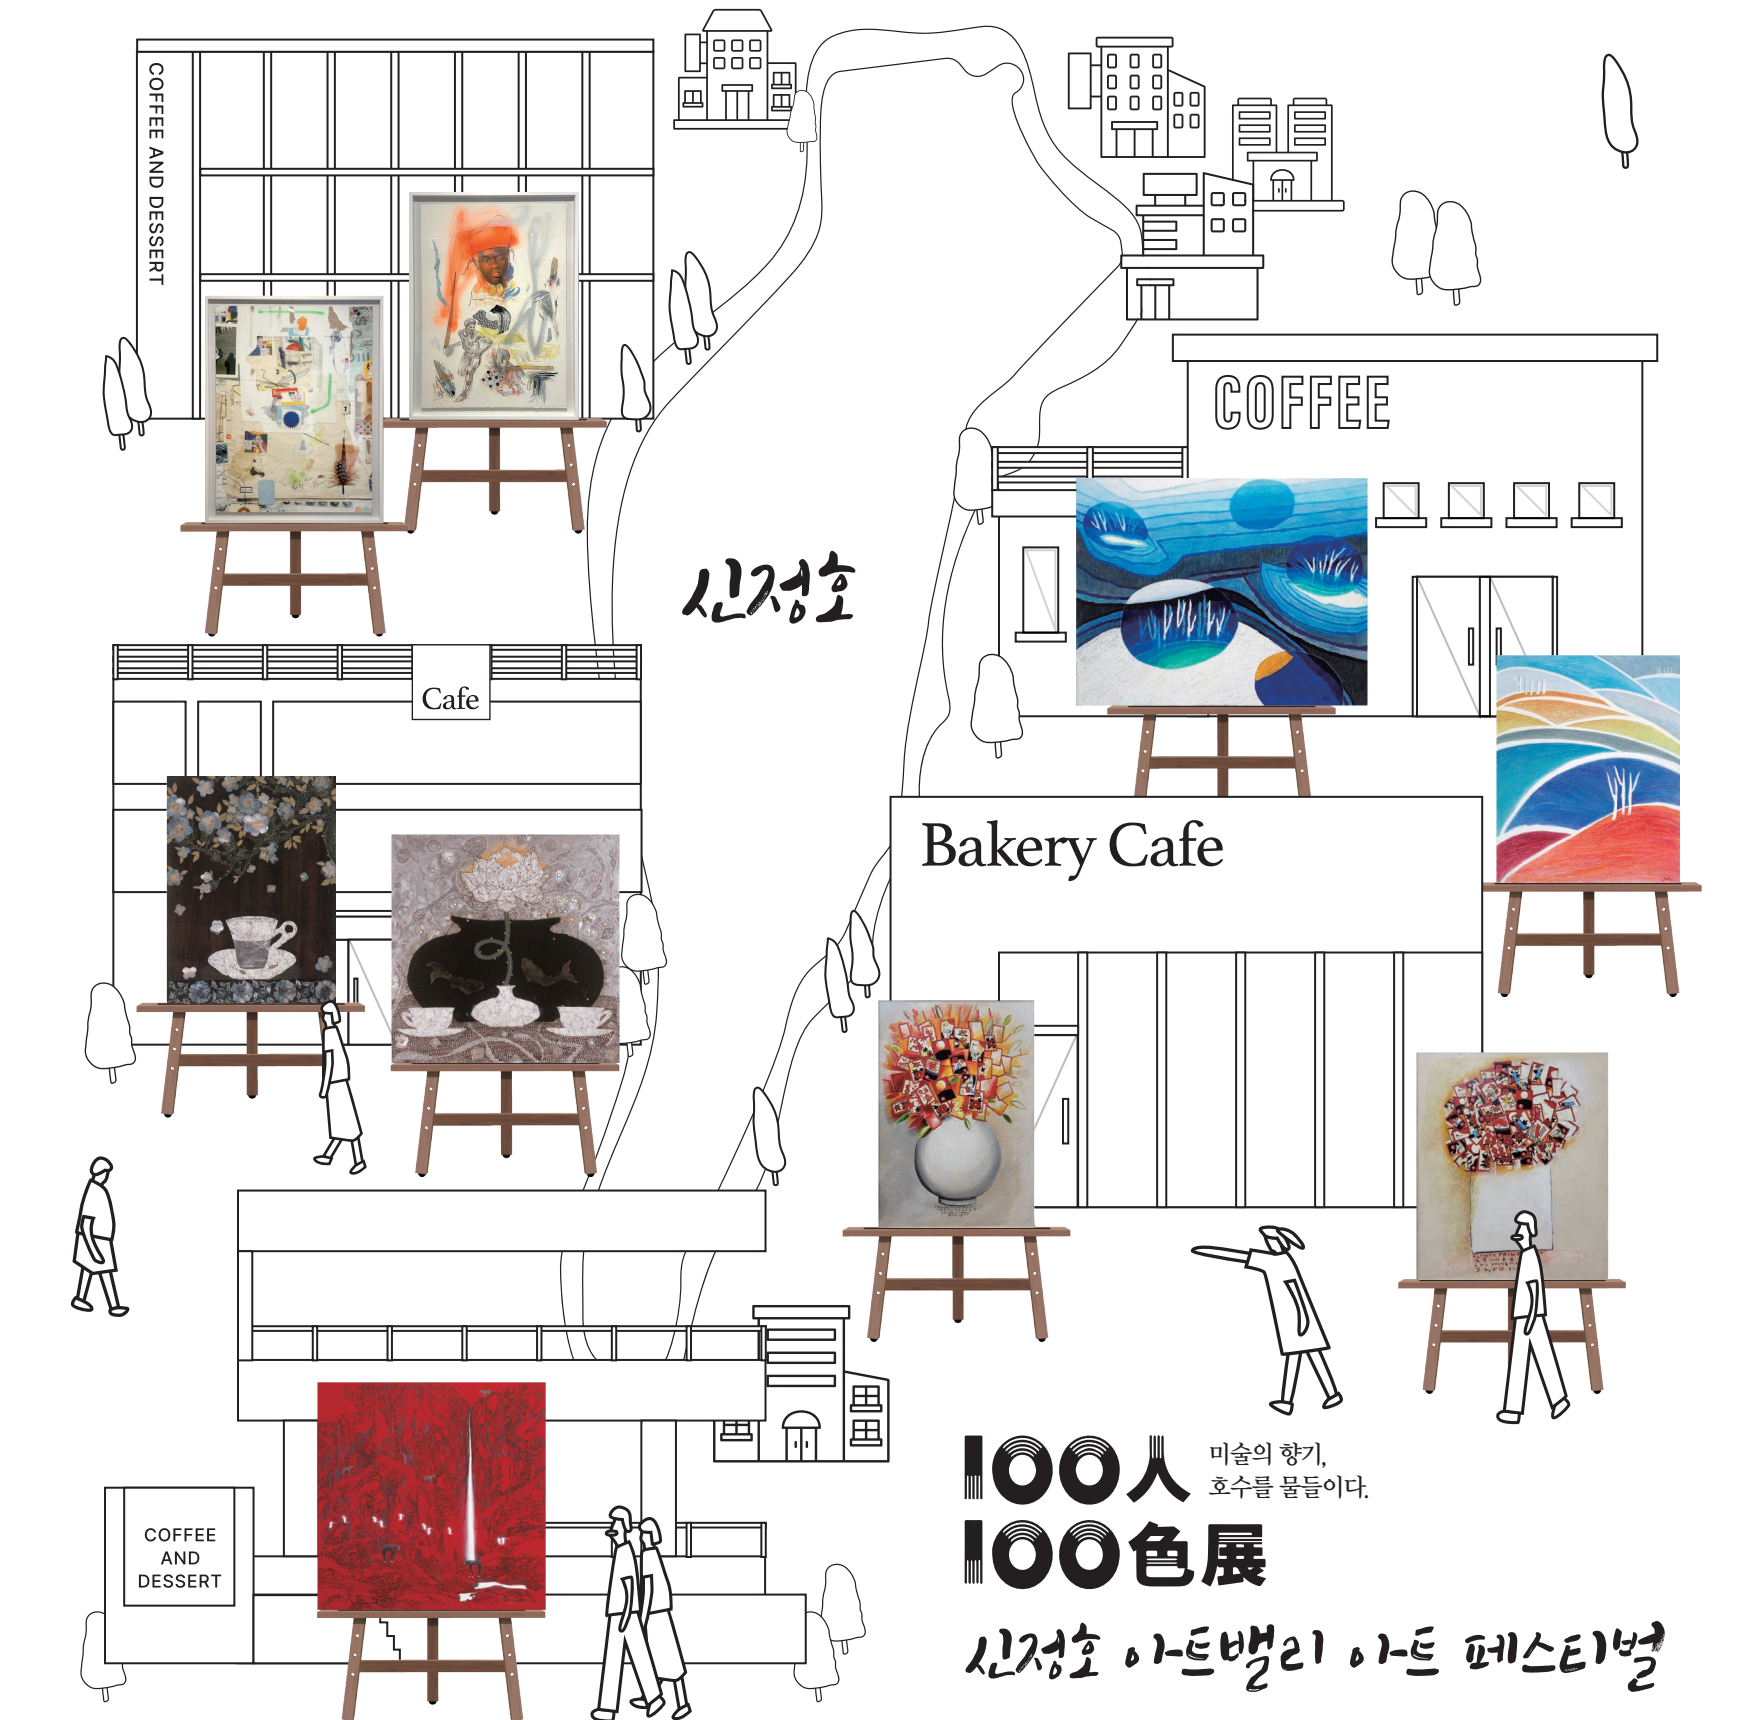 COFFEE AND DESSERT
COFFEE
신정호
Cafe
Bakery Cafe
100人
미술의 향기,
호수를 물들이다.
100色展
COFFEE
AND
DESSERT
신정호 아트밸리 아트 페스티벌